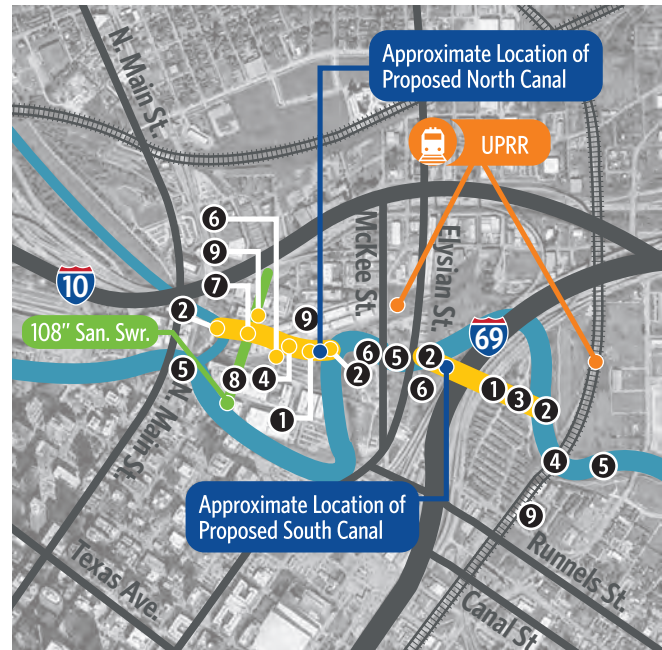 N. Main St.
Approximate Location of
Proposed North Canal
UPRR
McKee St.
Elysian St.
6
9
7
10
2
9
69
108" San. Swr.
5
8
4
1
2
6
5
2
6
1
3
2
N. Main St.
4
5
Approximate Location of
Proposed South Canal
9
Runnels St.
Texas Ave.
Canal St.